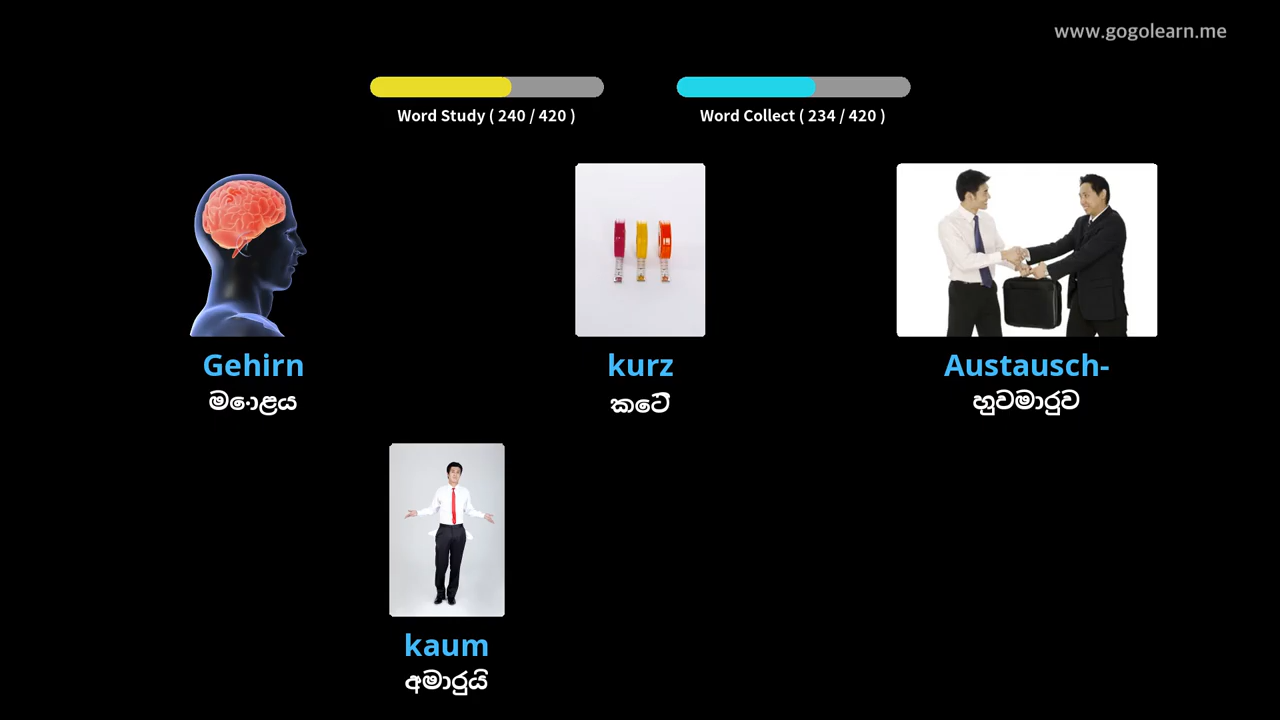 www.gogolearn.me
Word Study ( 240 / 420 )
Word Collect ( 234 / 420 )
Gehirn
මොළය
kurz
කෙටි
Austausch-
හුවමාරුව
kaum
අමාරුයි